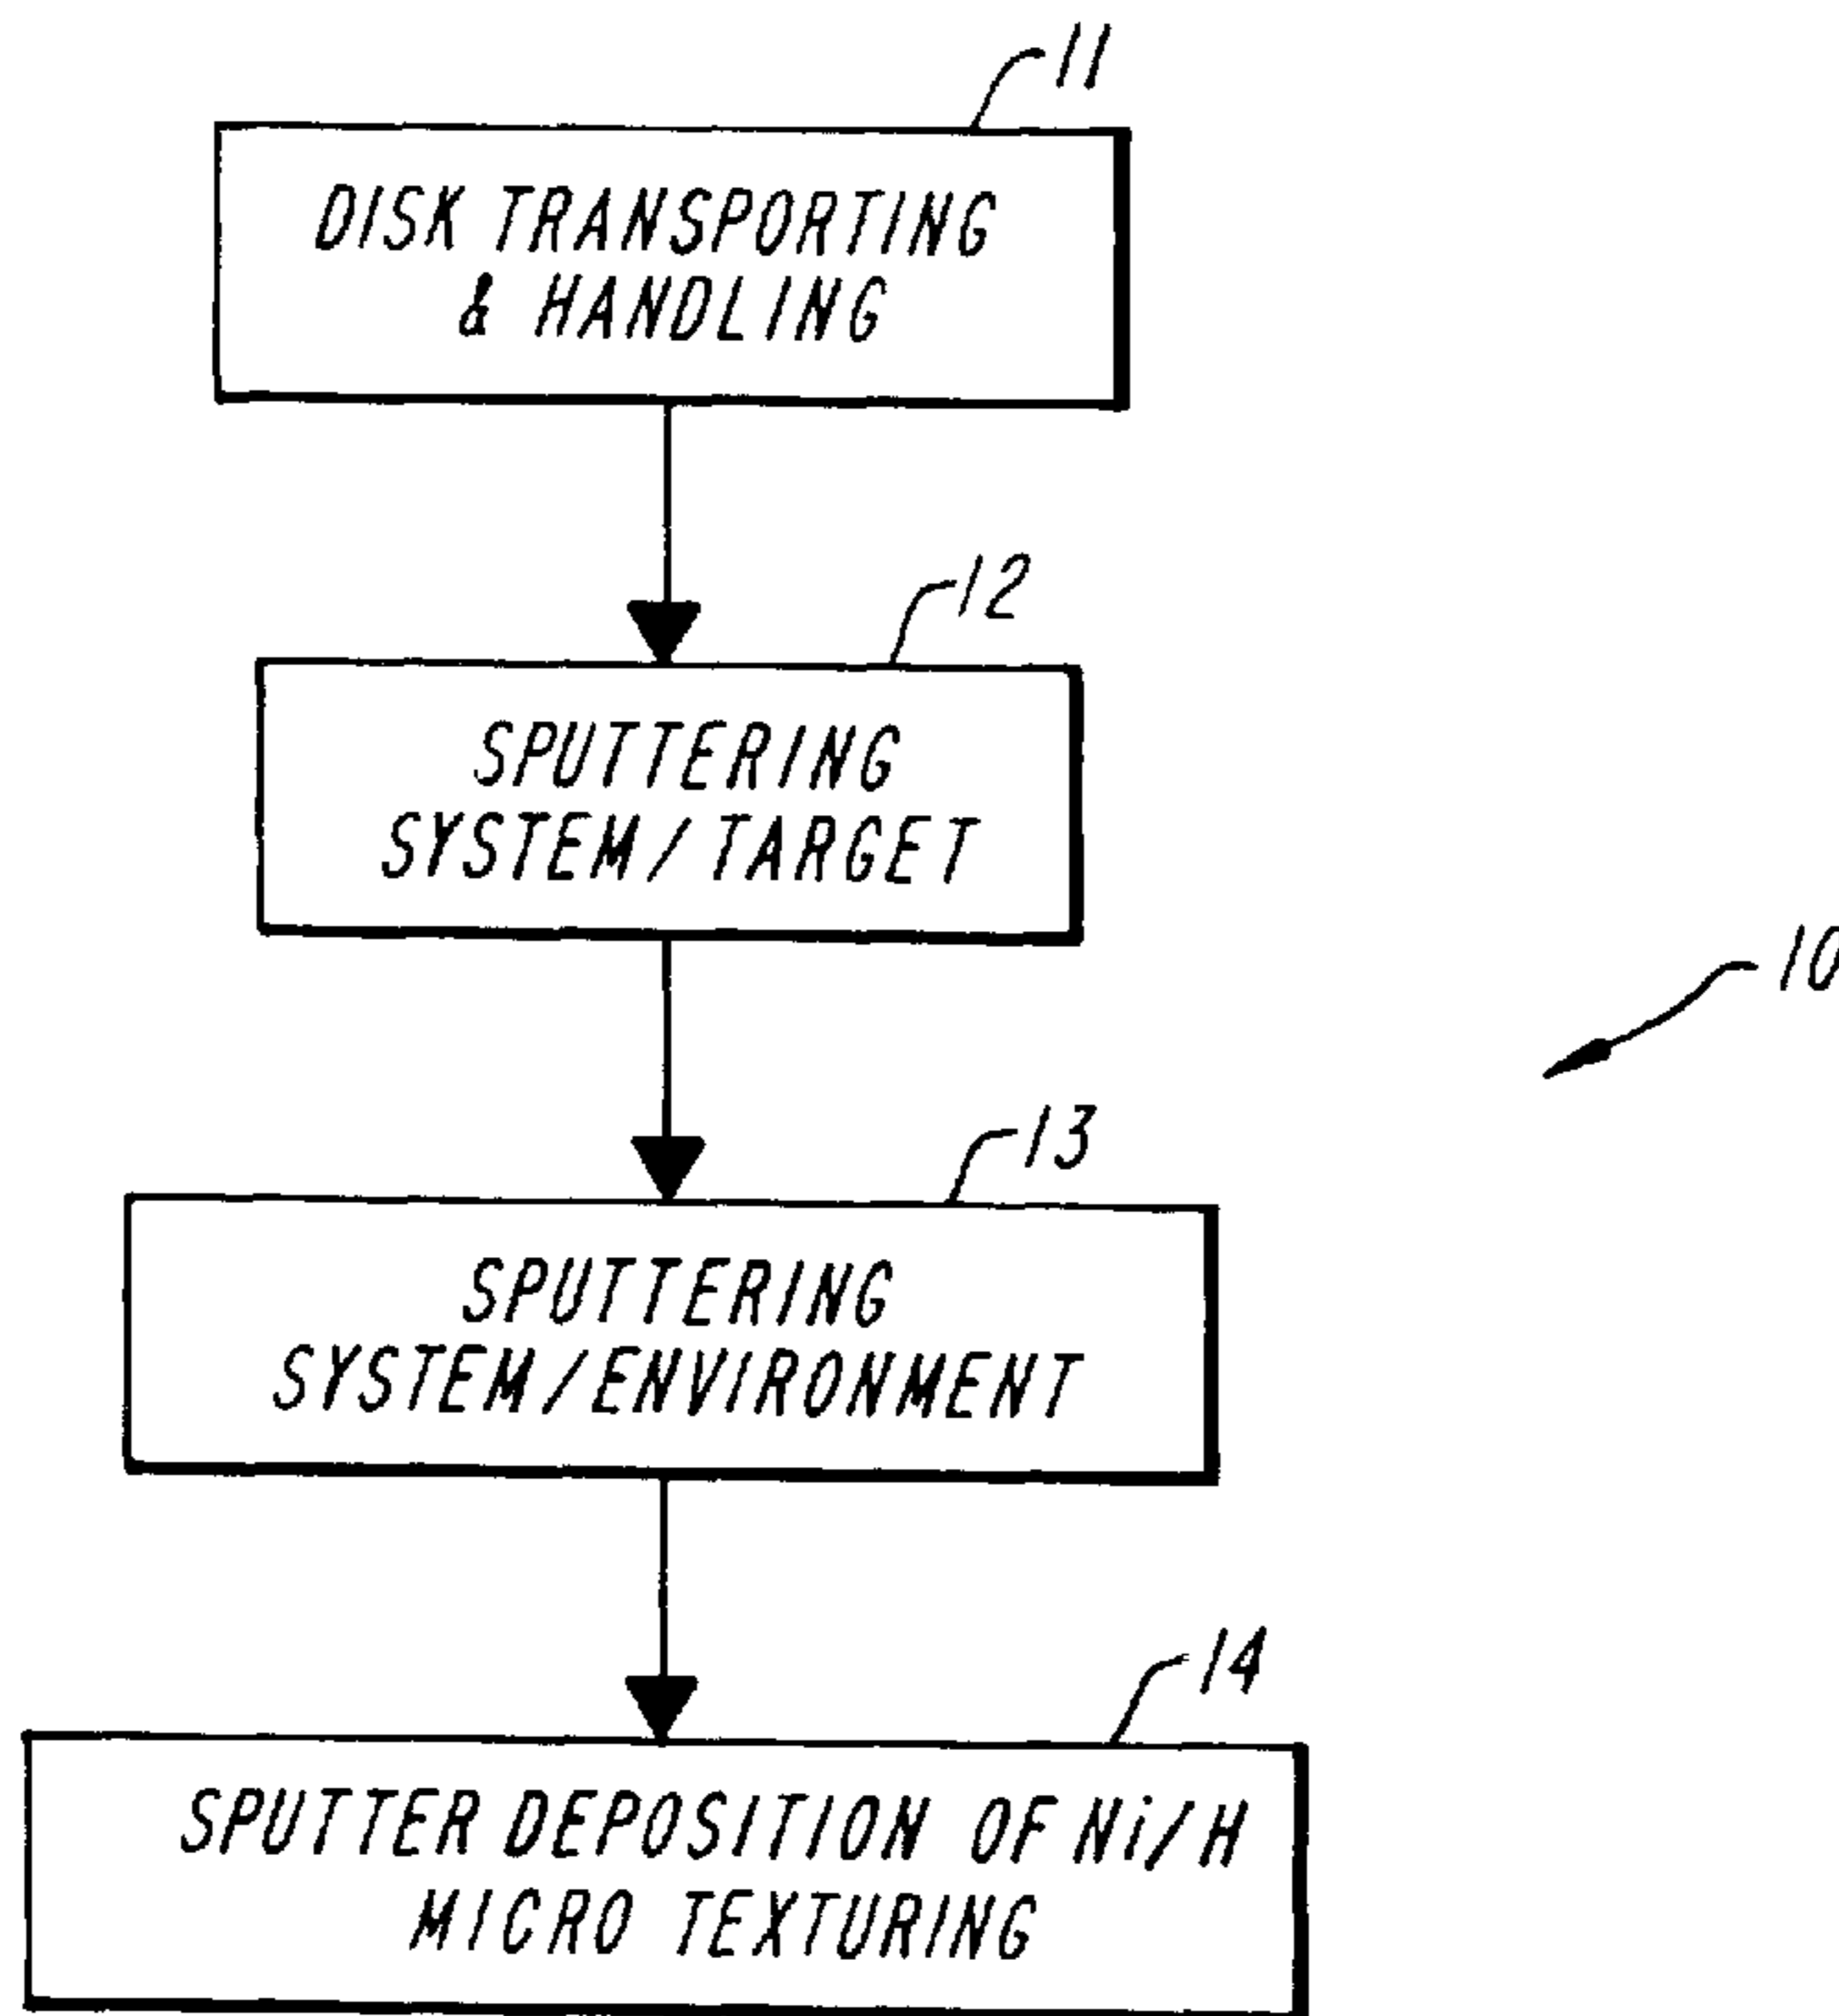 11
DISK TRANSPORTING
& HANDLING
12
SPUTTERING
SYSTEM/TARGET
10
13
SPUTTERING
SYSTEM/ENVIRONMENT
14
SPUTTER DEPOSITION OF Ni/H
MICRO TEXTURING